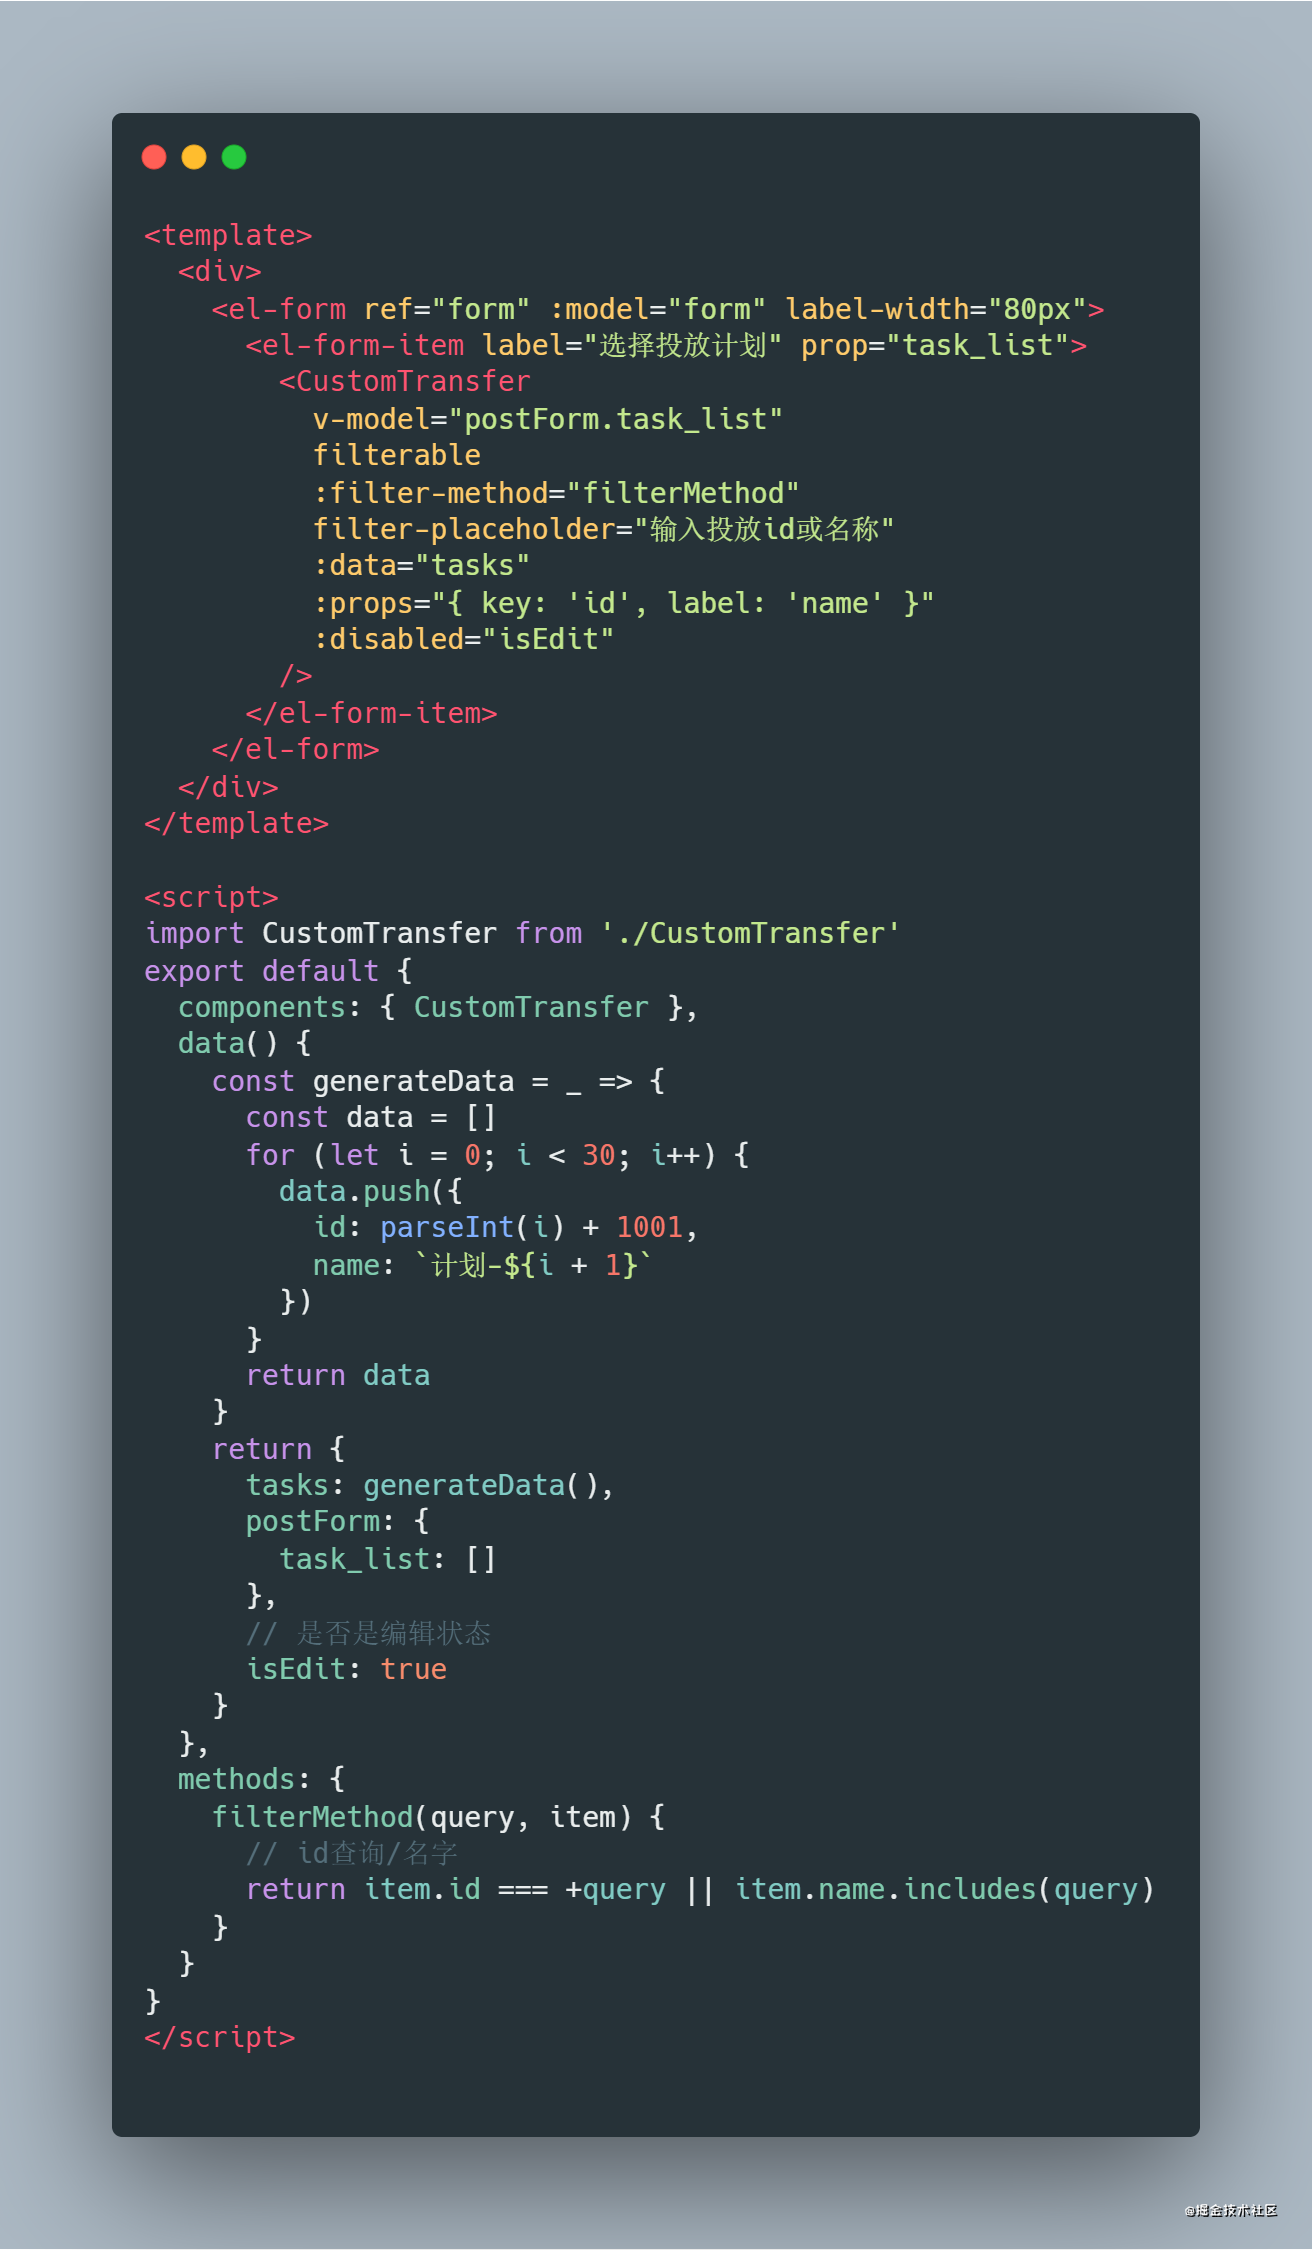 <template>
  <div>
    <el-form ref="form" :model="form" label-width="80px">
      <el-form-item label="选择投放计划" prop="task_list">
        <CustomTransfer
          v-model="postForm.task_list"
          filterable
          :filter-method="filterMethod"
          filter-placeholder="输入投放id或名称"
          :data="tasks"
          :props="{ key: 'id', label: 'name' }"
          :disabled="isEdit"
        />
      </el-form-item>
    </el-form>
  </div>
</template>

<script>
import CustomTransfer from './CustomTransfer'
export default {
  components: { CustomTransfer },
  data() {
    const generateData = _ => {
      const data = []
      for (let i = 0; i < 30; i++) {
        data.push({
          id: parseInt(i) + 1001,
          name: `计划-${i + 1}`
        })
      }
      return data
    }
    return {
      tasks: generateData(),
      postForm: {
        task_list: []
      },
      // 是否是编辑状态
      isEdit: true
    }
  },
  methods: {
    filterMethod(query, item) {
      // id查询/名字
      return item.id === +query || item.name.includes(query)
    }
  }
}
</script>
@掘金技术社区